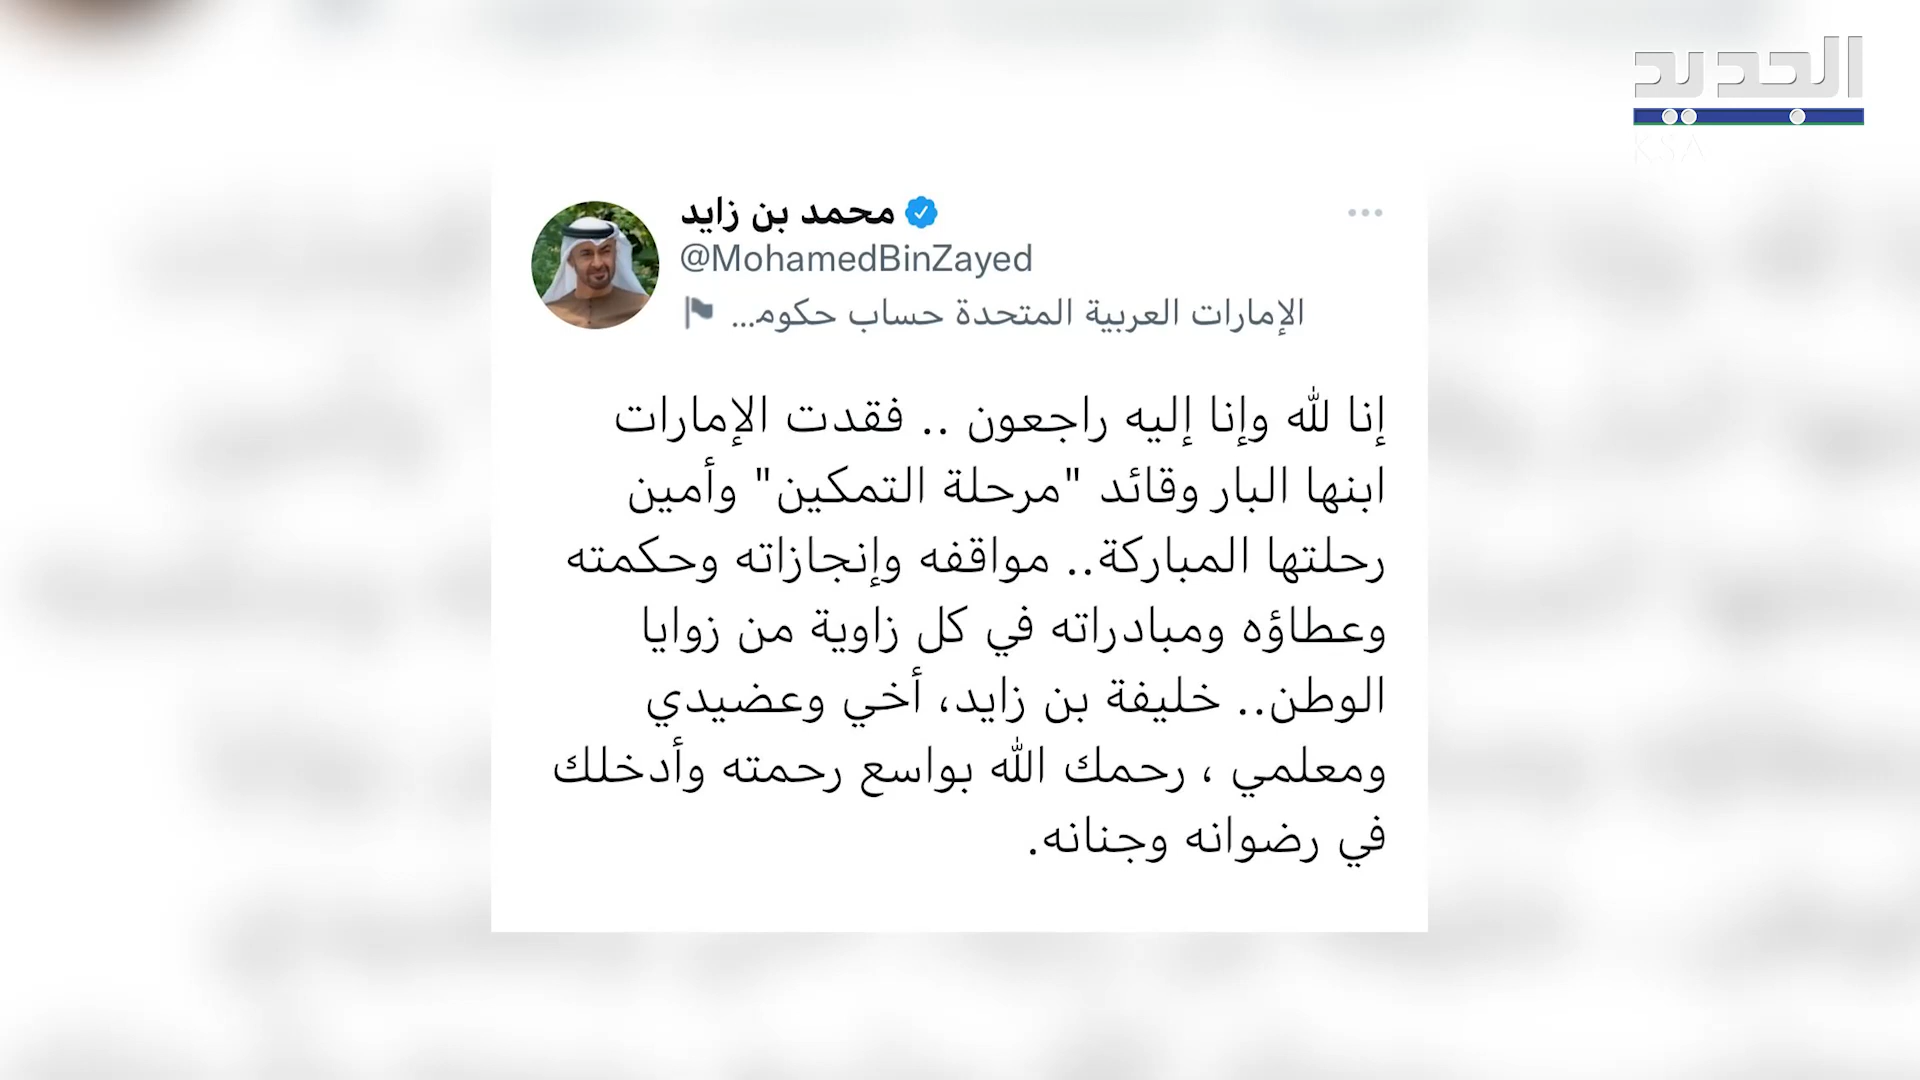 الجديد
KSA
محمد بن زايد
@MohamedBinZayed
الإمارات العربية المتحدة حساب حكوم...
إنا لله وإنا إليه راجعون .. فقدت الإمارات
ابنها البار وقائد "مرحلة التمكين" وأمين
رحلتها المباركة.. مواقفه وإنجازاته وحكمته
وعطاؤه ومبادراته في كل زاوية من زوايا
الوطن.. خليفة بن زايد، أخي وعضيدي
ومعلمي ، رحمك الله بواسع رحمته وأدخلك
في رضوانه وجنانه.